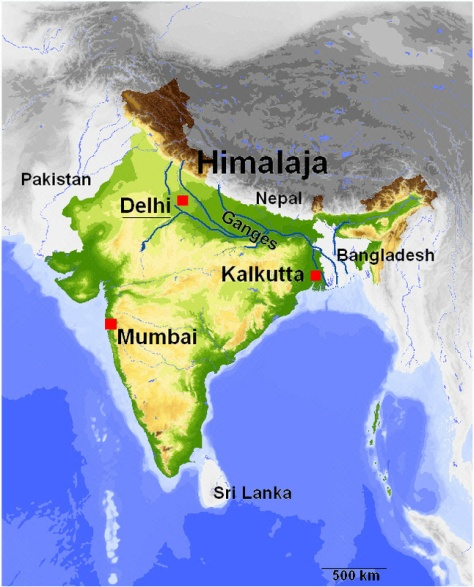 Himalaja
Pakistan
Nepal
Delhi
Ganges
Bangladesh
Kalkutta
Mumbai
Sri Lanka
500 km